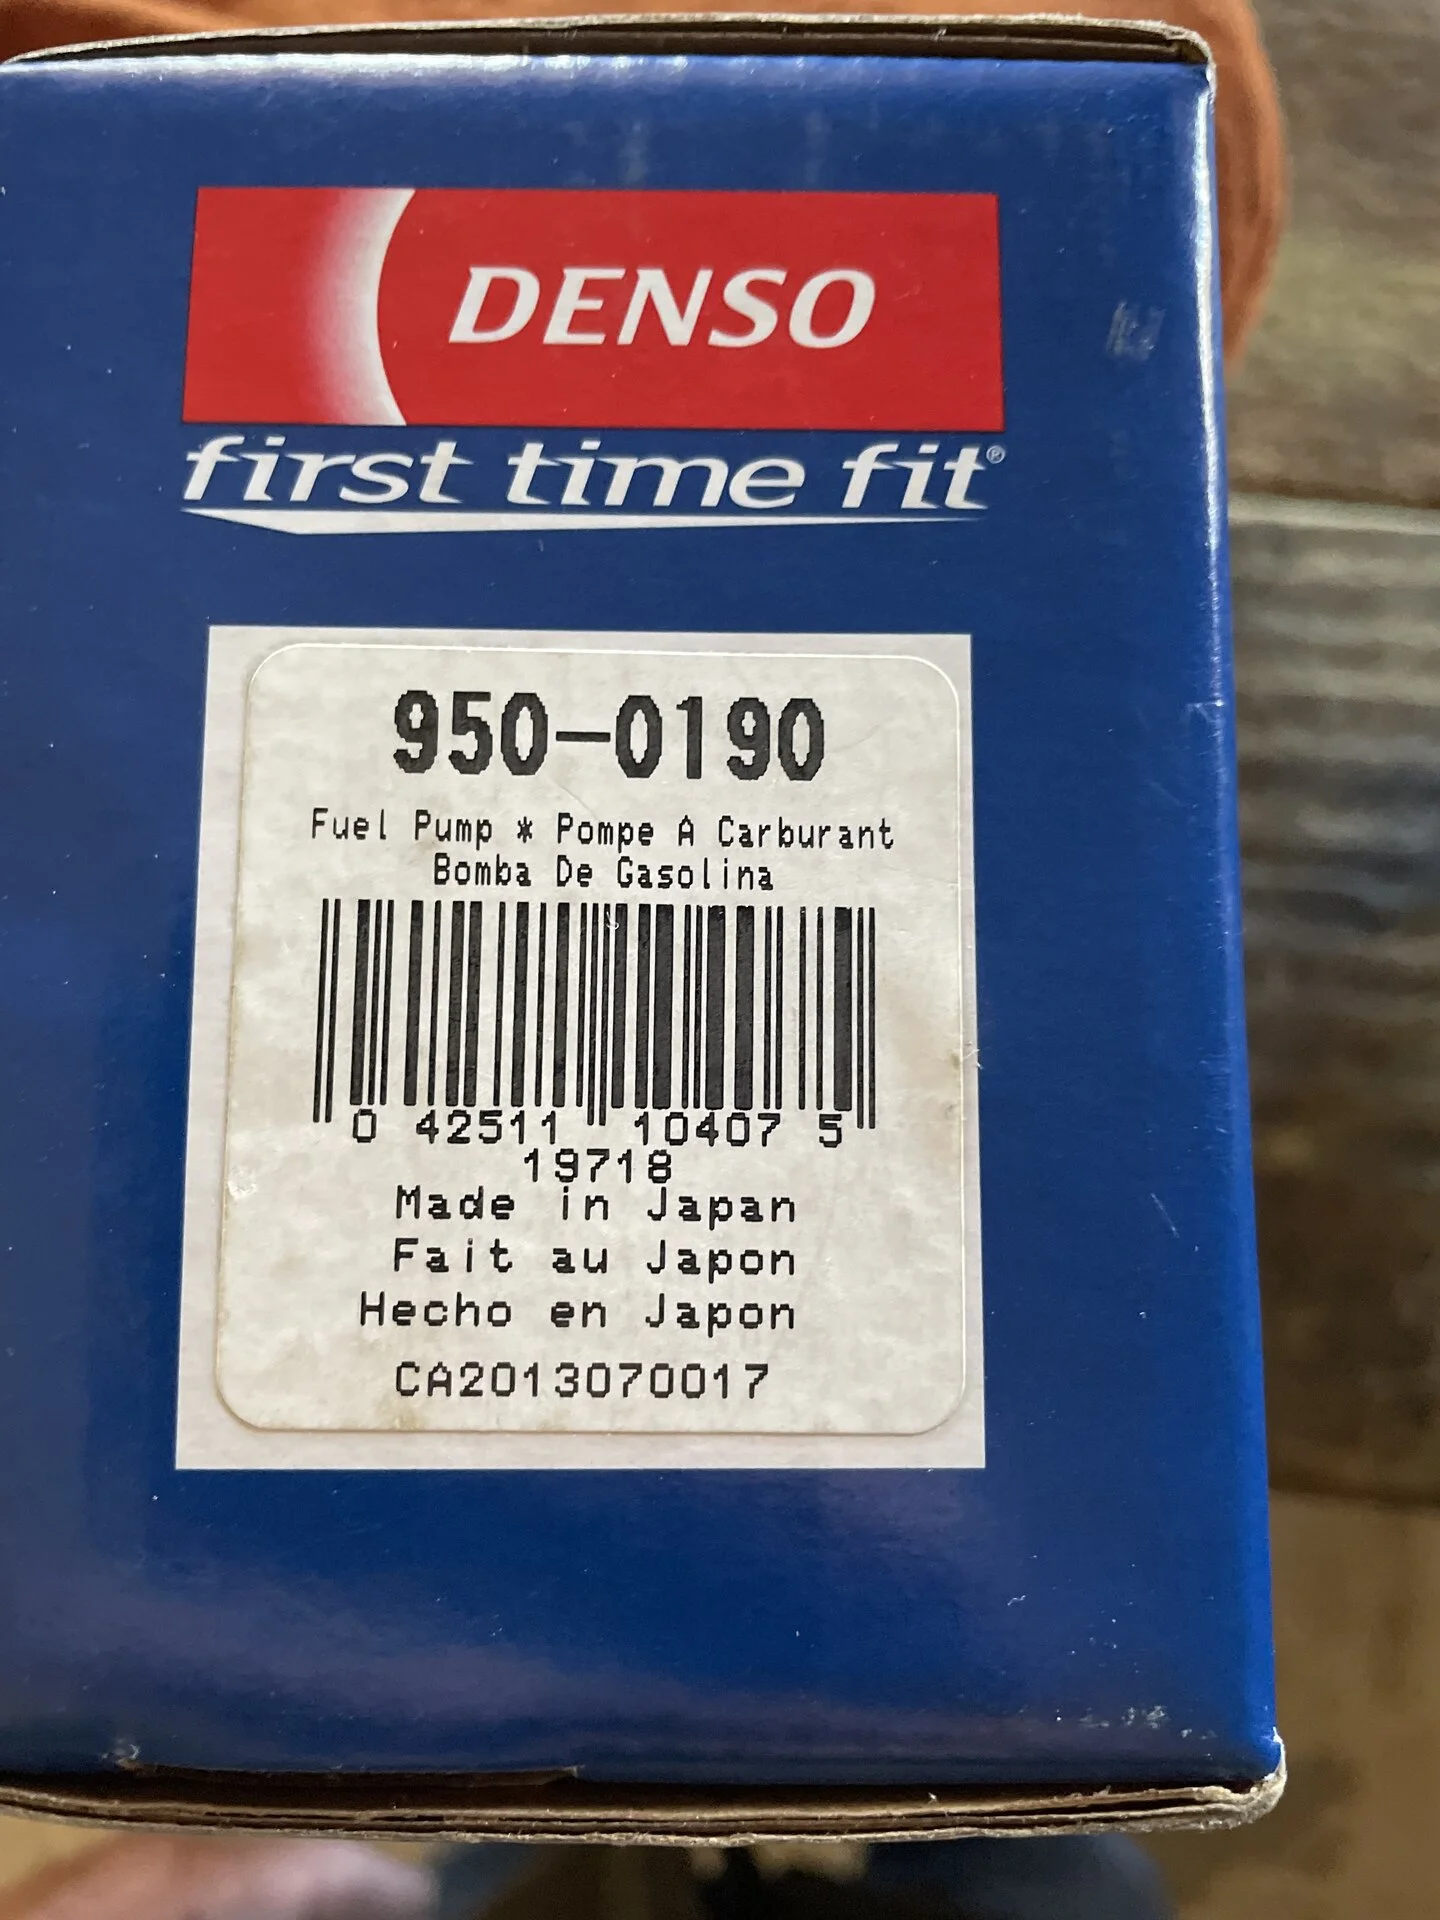 DENSO
first time fit®
950-0190
Fuel Pump * Pompe A Carburant
Bomba De Gasolina
0 42511 10407 5
19718
Made in Japan
Fait au Japon
Hecho en Japon
CA2013070017